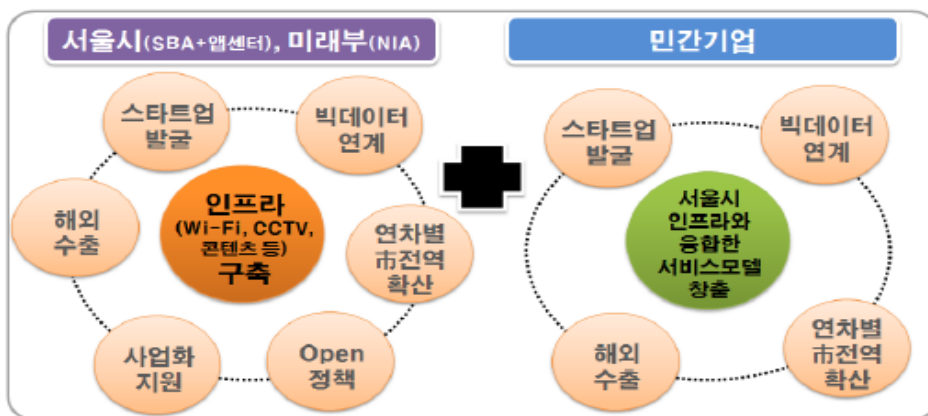 서울시(SBA+앱센터), 미래부(NIA)
스타트업
발굴
빅데이터
연계
해외
수출
인프라
(Wi-Fi, CCTV,
콘텐츠 등)
구축
연차별
市전역
확산
사업화
지원
Open
정책
민간기업
스타트업
발굴
빅데이터
연계
서울시
인프라와
융합한
서비스모델
창출
해외
수출
연차별
市전역
확산